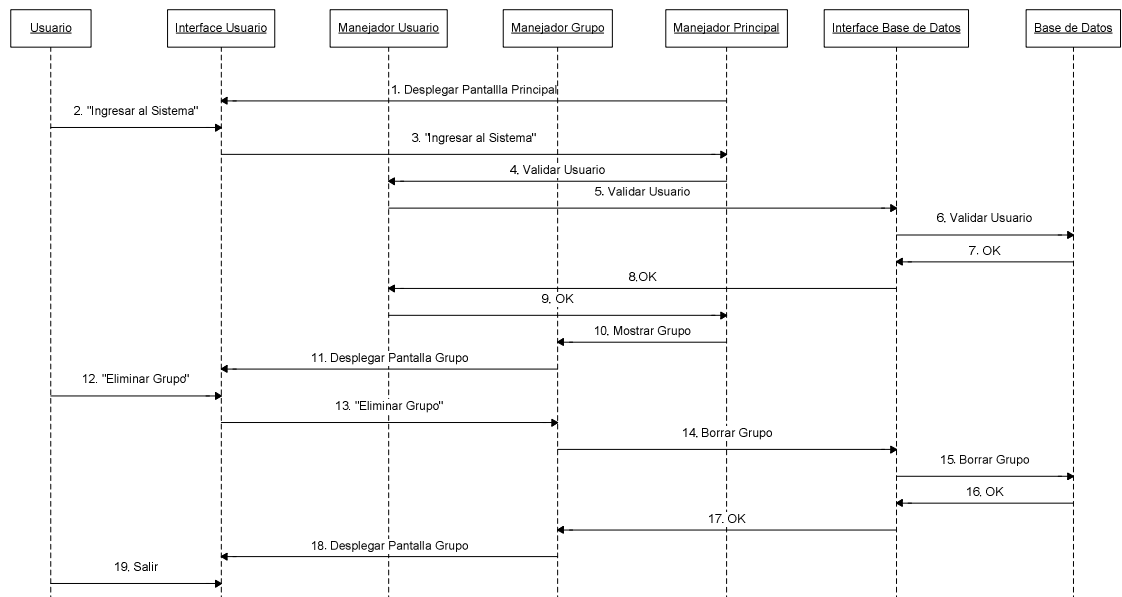 Usuario
Interface Usuario
Manejador Usuario
Manejador Grupo
Manejador Principal
Interface Base de Datos
Base de Datos
1. Desplegar Pantallla Principal
2. "Ingresar al Sistema"
3. "Ingresar al Sistema"
4. Validar Usuario
5. Validar Usuario
6. Validar Usuario
7. OK
8.OK
9. OK
10. Mostrar Grupo
11. Desplegar Pantalla Grupo
12. "Eliminar Grupo"
13. "Eliminar Grupo"
14. Borrar Grupo
15. Borrar Grupo
16. OK
17. OK
18. Desplegar Pantalla Grupo
19. Salir